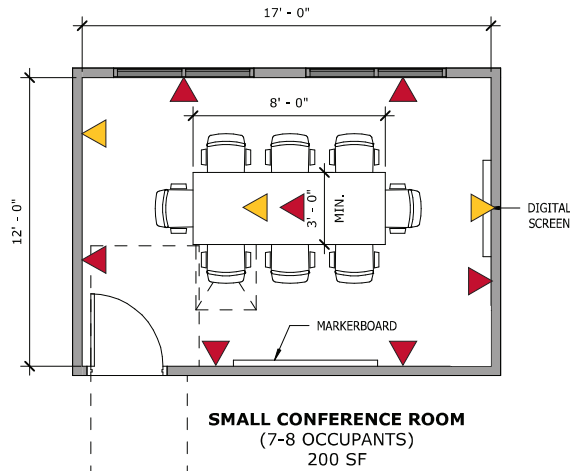 17' - 0"
8' - 0"
12' - 0"
3' - 0"
MIN.
DIGITAL
SCREEN
MARKERBOARD
SMALL CONFERENCE ROOM
(7-8 OCCUPANTS)
200 SF